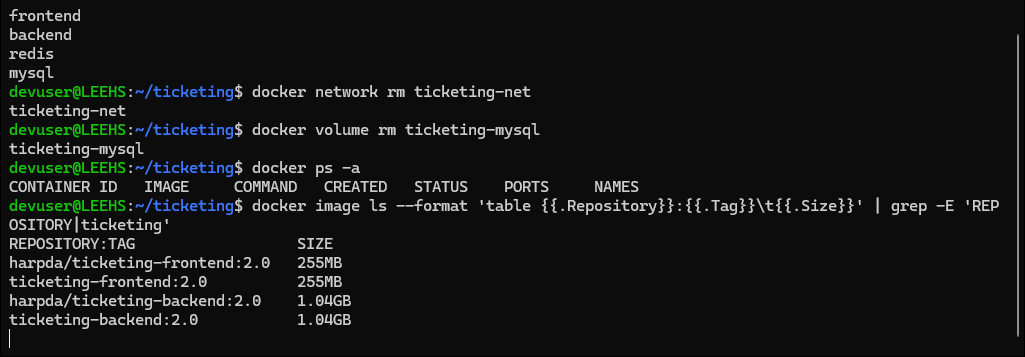 frontend
backend
redis
mysql
devuser@LEEHS:~/ticketing$ docker network rm ticketing-net
ticketing-net
devuser@LEEHS:~/ticketing$ docker volume rm ticketing-mysql
ticketing-mysql
devuser@LEEHS:~/ticketing$ docker ps -a
CONTAINER ID   IMAGE     COMMAND   CREATED   STATUS    PORTS     NAMES
devuser@LEEHS:~/ticketing$ docker image ls --format 'table {{.Repository}}:{{.Tag}}\t{{.Size}}' | grep -E 'REP
OSITORY|ticketing'
REPOSITORY:TAG                  SIZE
harpda/ticketing-frontend:2.0   255MB
ticketing-frontend:2.0          255MB
harpda/ticketing-backend:2.0    1.04GB
ticketing-backend:2.0           1.04GB